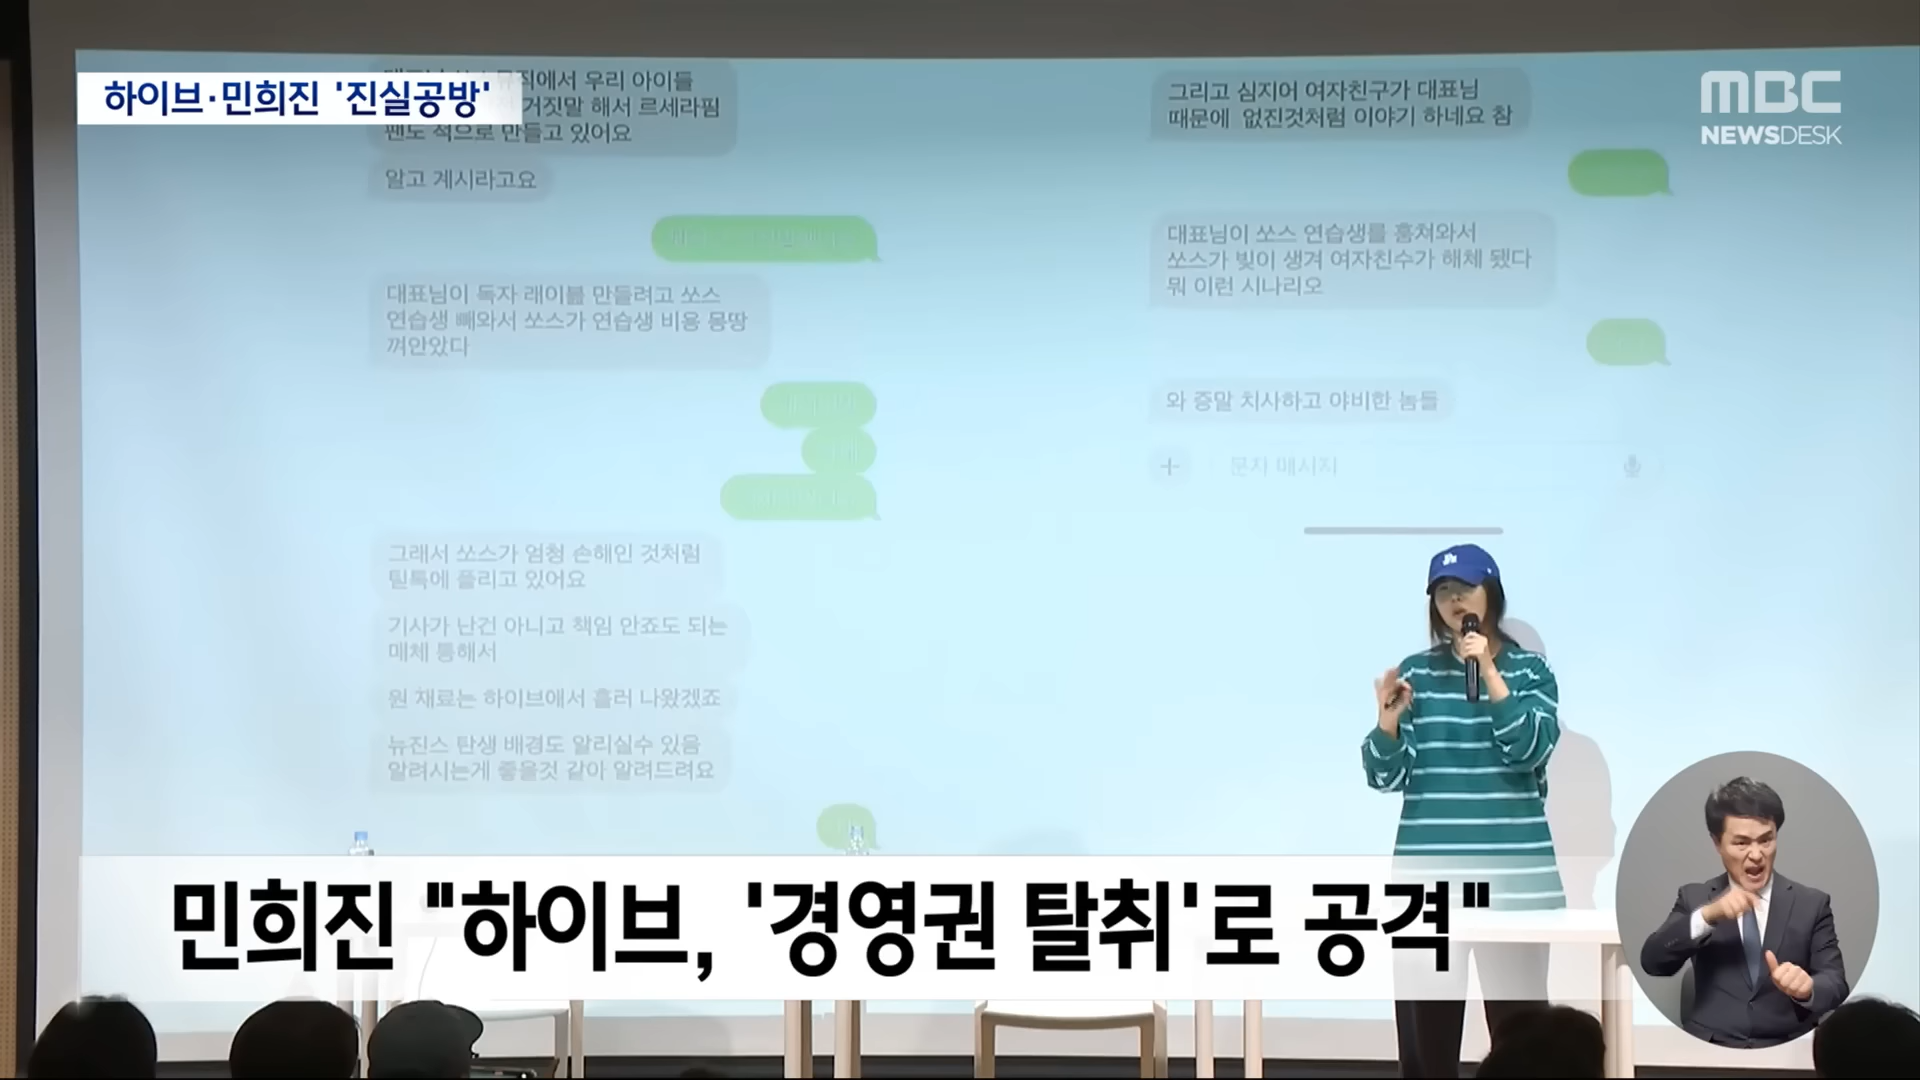 하이브·민희진 '진실공방'
MBC
NEWSDESK
에서 우리 아이들
거짓말 해서 르세라핌
팬도 적으로 만들고 있어요
알고 계시라고요
대표님이 독자 래이블 만들려고 쏘스
연습생 빼와서 쏘스가 연습생 비용 몽땅
껴안았다
그래서 쏘스가 엄청 손해인 것처럼
틷톡에 플리고 있어요
기사가 난건 아니고 책임 안죠도 되는
매체 통해서
원 재료는 하이브에서 흘러 나왔겠죠
뉴진스 탄생 배경도 알리실수 있음
알려시는게 좋을것 같아 알려드려요
그리고 심지어 여자친구가 대표님
때문에 없진것처럼 이야기 하네요 참
대표님이 쏘스 연습생를 훔쳐와서
쏘스가 빚이 생겨 여자친수가 해체 됐다
뭐 이런 시나리오
와 증말 치사하고 야비한 놈들
문자 메시지
민희진 "하이브, '경영권 탈취'로 공격"